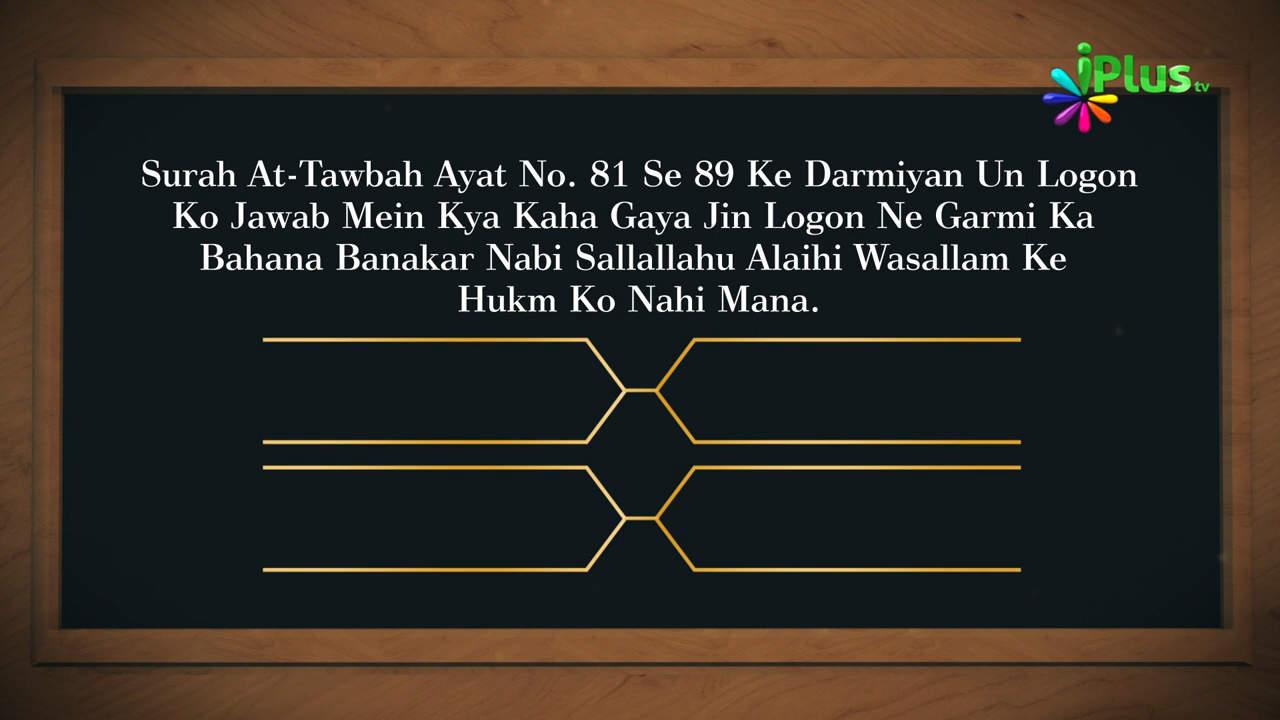 iPlus tv
Surah At-Tawbah Ayat No. 81 Se 89 Ke Darmiyan Un Logon
Ko Jawab Mein Kya Kaha Gaya Jin Logon Ne Garmi Ka
Bahana Banakar Nabi Sallallahu Alaihi Wasallam Ke
Hukm Ko Nahi Mana.